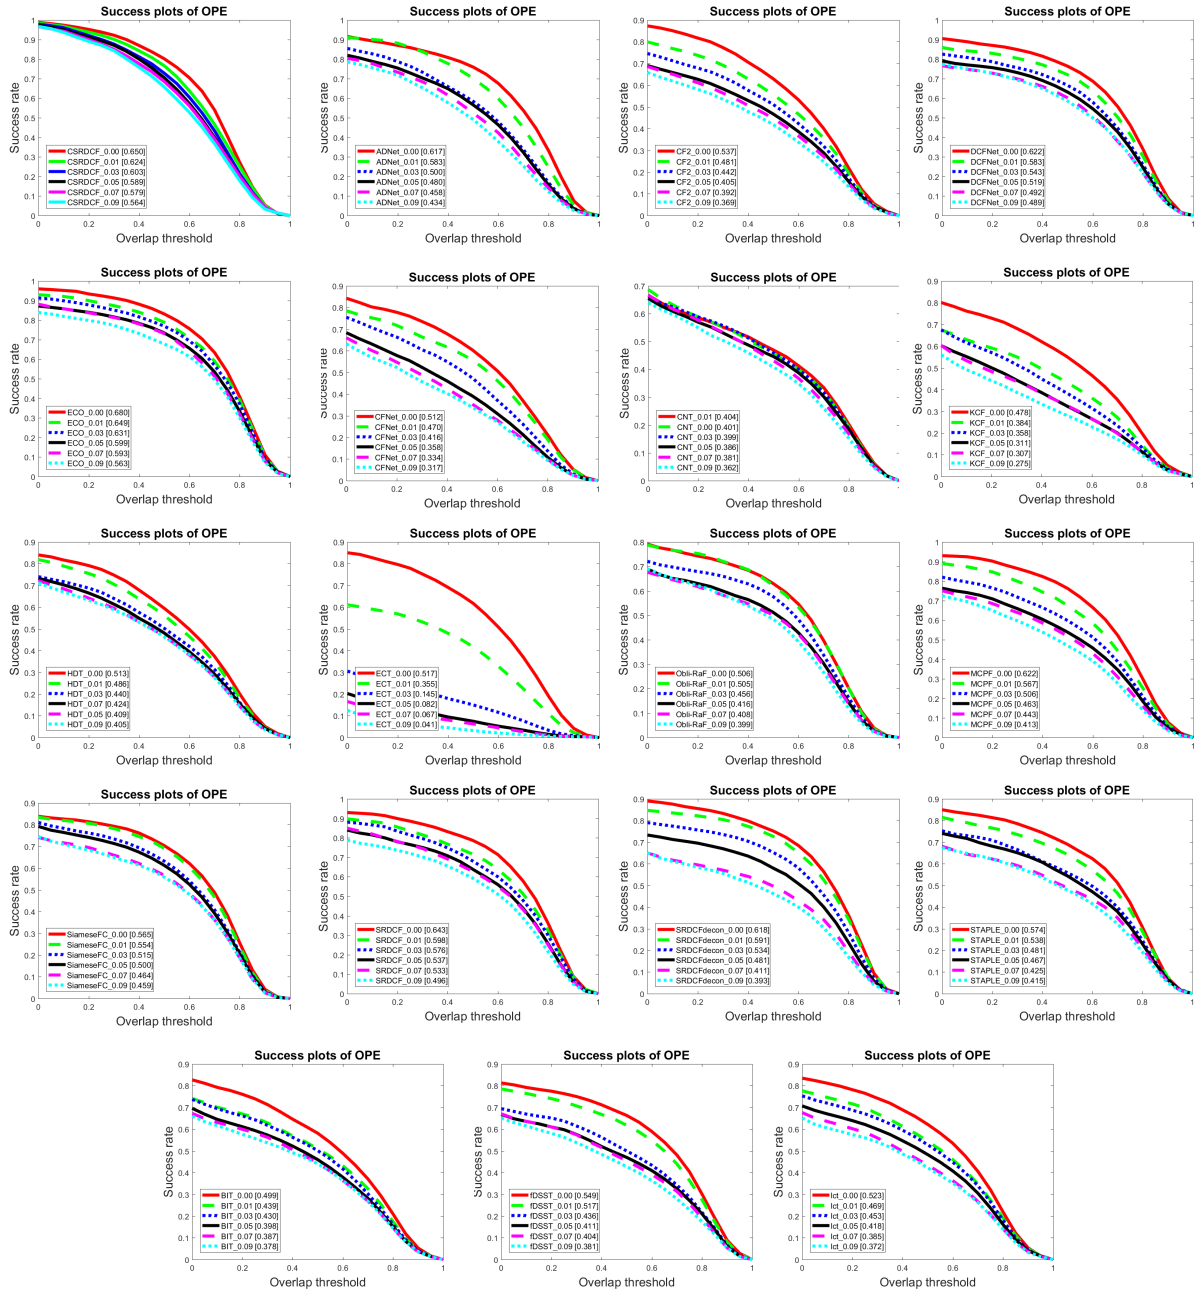 Success plots of OPE
Success rate
CSRDCF_0.00 [0.650]
CSRDCF_0.01 [0.624]
CSRDCF_0.03 [0.603]
CSRDCF_0.05 [0.589]
CSRDCF_0.07 [0.579]
CSRDCF_0.09 [0.564]
Overlap threshold
Success plots of OPE
Success rate
ADNet_0.00 [0.617]
ADNet_0.01 [0.583]
ADNet_0.03 [0.500]
ADNet_0.05 [0.480]
ADNet_0.07 [0.458]
ADNet_0.09 [0.434]
Overlap threshold
Success plots of OPE
Success rate
CF2_0.00 [0.537]
CF2_0.01 [0.481]
CF2_0.03 [0.442]
CF2_0.05 [0.405]
CF2_0.07 [0.392]
CF2_0.09 [0.369]
Overlap threshold
Success plots of OPE
Success rate
DCFNet_0.00 [0.622]
DCFNet_0.01 [0.583]
DCFNet_0.03 [0.543]
DCFNet_0.05 [0.519]
DCFNet_0.07 [0.492]
DCFNet_0.09 [0.489]
Overlap threshold
Success plots of OPE
Success rate
ECO_0.00 [0.680]
ECO_0.01 [0.649]
ECO_0.03 [0.631]
ECO_0.05 [0.599]
ECO_0.07 [0.593]
ECO_0.09 [0.563]
Overlap threshold
Success plots of OPE
Success rate
CFNet_0.00 [0.512]
CFNet_0.01 [0.470]
CFNet_0.03 [0.416]
CFNet_0.05 [0.358]
CFNet_0.07 [0.334]
CFNet_0.09 [0.317]
Overlap threshold
Success plots of OPE
Success rate
CNT_0.01 [0.404]
CNT_0.00 [0.401]
CNT_0.03 [0.399]
CNT_0.05 [0.386]
CNT_0.07 [0.381]
CNT_0.09 [0.362]
Overlap threshold
Success plots of OPE
Success rate
KCF_0.00 [0.478]
KCF_0.01 [0.384]
KCF_0.03 [0.358]
KCF_0.05 [0.311]
KCF_0.07 [0.307]
KCF_0.09 [0.275]
Overlap threshold
Success plots of OPE
Success rate
HDT_0.00 [0.513]
HDT_0.01 [0.486]
HDT_0.03 [0.440]
HDT_0.07 [0.424]
HDT_0.05 [0.409]
HDT_0.09 [0.405]
Overlap threshold
Success plots of OPE
Success rate
ECT_0.00 [0.517]
ECT_0.01 [0.355]
ECT_0.03 [0.145]
ECT_0.05 [0.082]
ECT_0.07 [0.067]
ECT_0.09 [0.041]
Overlap threshold
Success plots of OPE
Success rate
Obli-RaF_0.00 [0.506]
Obli-RaF_0.01 [0.505]
Obli-RaF_0.03 [0.456]
Obli-RaF_0.05 [0.416]
Obli-RaF_0.07 [0.408]
Obli-RaF_0.09 [0.399]
Overlap threshold
Success plots of OPE
Success rate
MCPF_0.00 [0.622]
MCPF_0.01 [0.567]
MCPF_0.03 [0.506]
MCPF_0.05 [0.463]
MCPF_0.07 [0.443]
MCPF_0.09 [0.413]
Overlap threshold
Success plots of OPE
Success rate
SiameseFC_0.00 [0.565]
SiameseFC_0.01 [0.554]
SiameseFC_0.03 [0.515]
SiameseFC_0.05 [0.500]
SiameseFC_0.07 [0.464]
SiameseFC_0.09 [0.459]
Overlap threshold
Success plots of OPE
Success rate
SRDCF_0.00 [0.643]
SRDCF_0.01 [0.598]
SRDCF_0.03 [0.576]
SRDCF_0.05 [0.537]
SRDCF_0.07 [0.533]
SRDCF_0.09 [0.496]
Overlap threshold
Success plots of OPE
Success rate
SRDCFdecon_0.00 [0.618]
SRDCFdecon_0.01 [0.591]
SRDCFdecon_0.03 [0.534]
SRDCFdecon_0.05 [0.481]
SRDCFdecon_0.07 [0.411]
SRDCFdecon_0.09 [0.393]
Overlap threshold
Success plots of OPE
Success rate
STAPLE_0.00 [0.574]
STAPLE_0.01 [0.538]
STAPLE_0.03 [0.481]
STAPLE_0.05 [0.467]
STAPLE_0.07 [0.425]
STAPLE_0.09 [0.415]
Overlap threshold
Success plots of OPE
Success rate
BIT_0.00 [0.499]
BIT_0.01 [0.439]
BIT_0.03 [0.430]
BIT_0.05 [0.398]
BIT_0.07 [0.387]
BIT_0.09 [0.378]
Overlap threshold
Success plots of OPE
Success rate
fDSST_0.00 [0.549]
fDSST_0.01 [0.517]
fDSST_0.03 [0.436]
fDSST_0.05 [0.411]
fDSST_0.07 [0.404]
fDSST_0.09 [0.381]
Overlap threshold
Success plots of OPE
Success rate
lct_0.00 [0.523]
lct_0.01 [0.469]
lct_0.03 [0.453]
lct_0.05 [0.418]
lct_0.07 [0.385]
lct_0.09 [0.372]
Overlap threshold